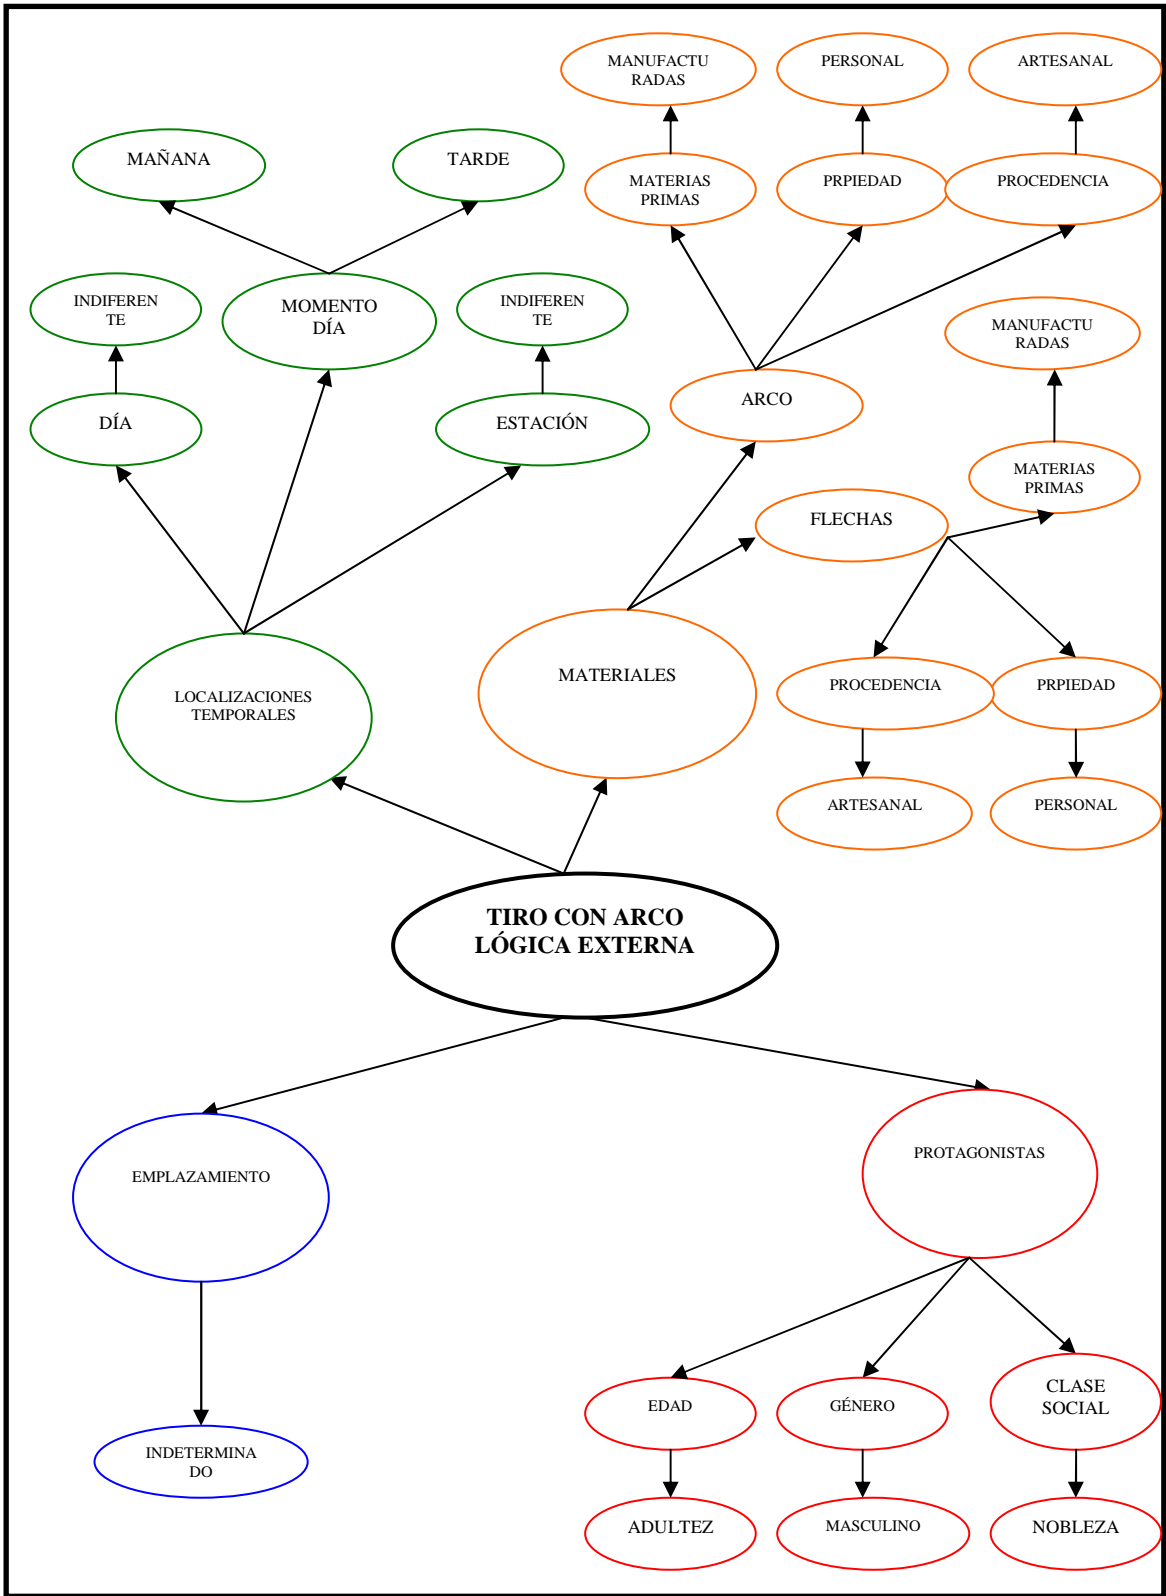 MANUFACTU
RADAS
PERSONAL
ARTESANAL
MAÑANA
TARDE
MATERIAS
PRIMAS
PRPIEDAD
PROCEDENCIA
INDIFEREN
TE
MOMENTO
DÍA
INDIFEREN
TE
MANUFACTU
RADAS
DÍA
ESTACIÓN
ARCO
MATERIAS
PRIMAS
FLECHAS
LOCALIZACIONES
TEMPORALES
MATERIALES
PROCEDENCIA
PRPIEDAD
ARTESANAL
PERSONAL
TIRO CON ARCO
LÓGICA EXTERNA
EMPLAZAMIENTO
PROTAGONISTAS
EDAD
GÉNERO
CLASE
SOCIAL
INDETERMINA
DO
ADULTEZ
MASCULINO
NOBLEZA